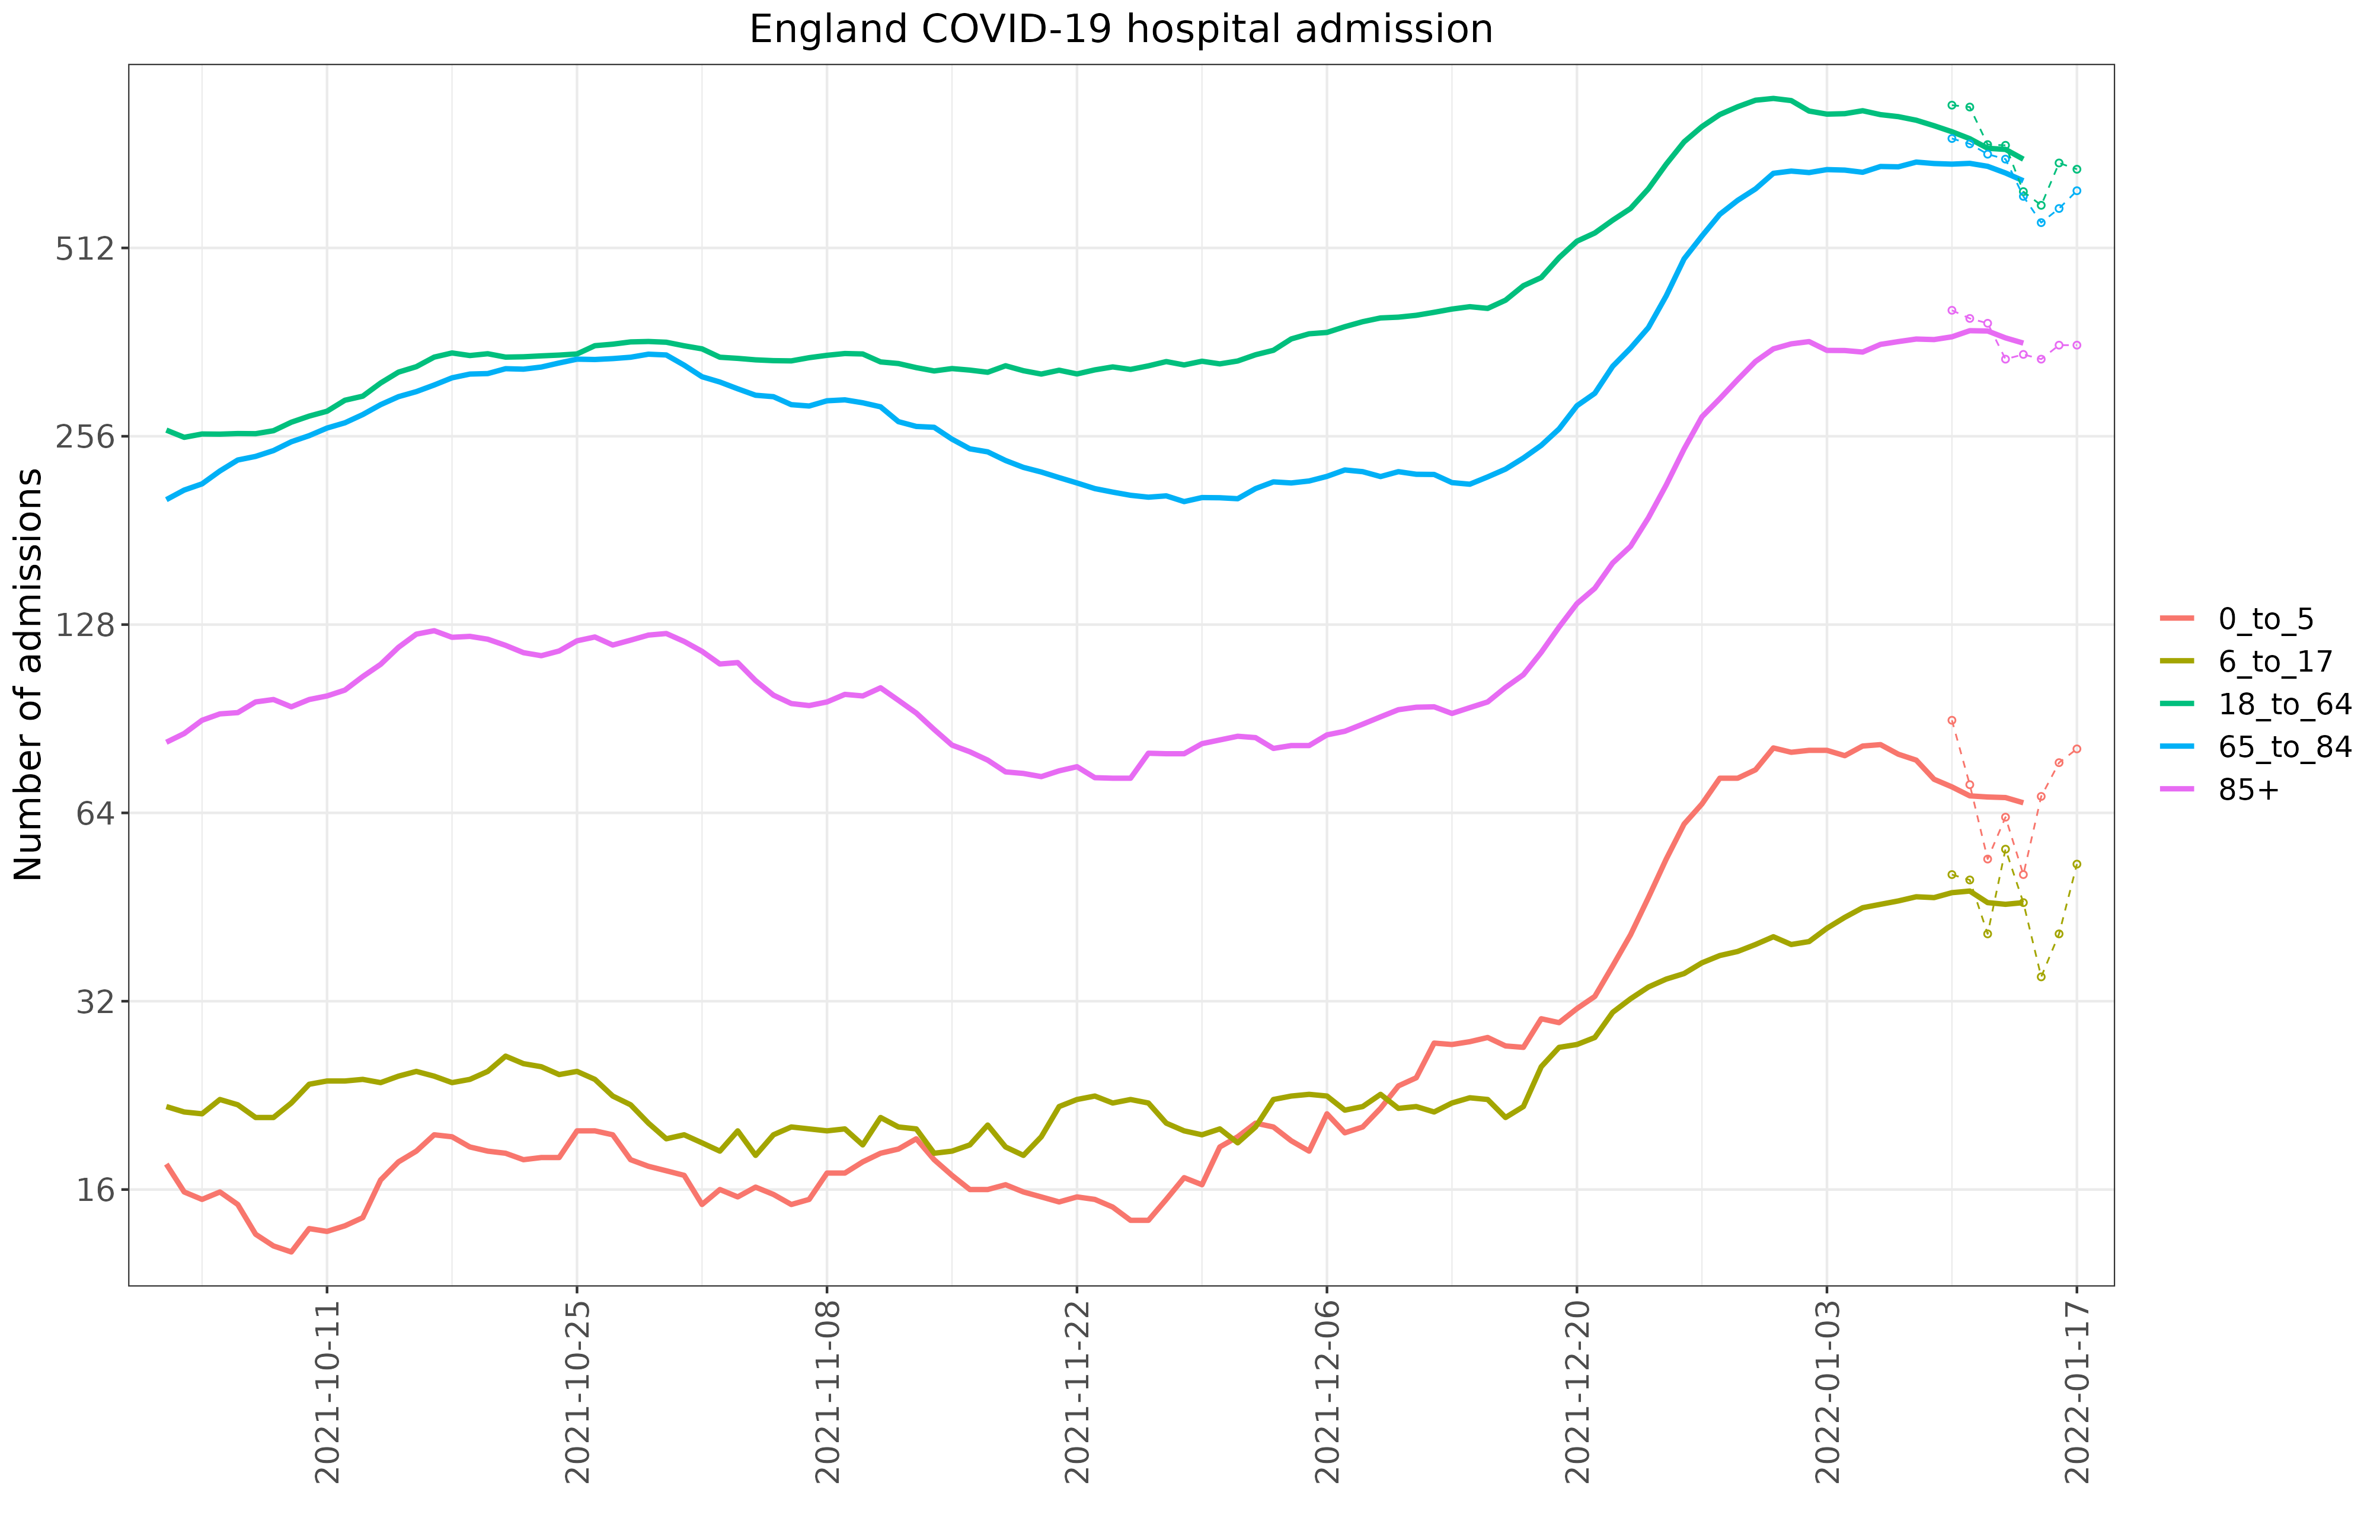 England COVID-19 hospital admission
Number of admissions
512
256
128
64
32
16
2021-10-11
2021-10-25
2021-11-08
2021-11-22
2021-12-06
2021-12-20
2022-01-03
2022-01-17
0_to_5
6_to_17
18_to_64
65_to_84
85+